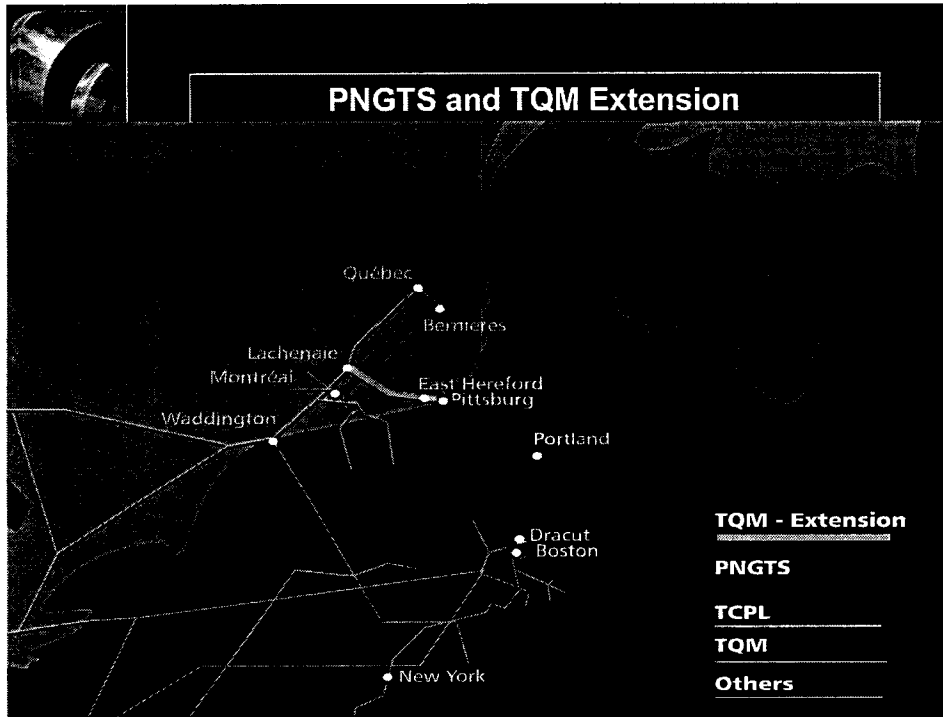 PNGTS and TQM Extension
Québec
Bernieres
Lachenaie
Montréal
East Hereford
Pittsburg
Waddington
Portland
Dracut
Boston
New York
TQM - Extension
PNGTS
TCPL
TQM
Others